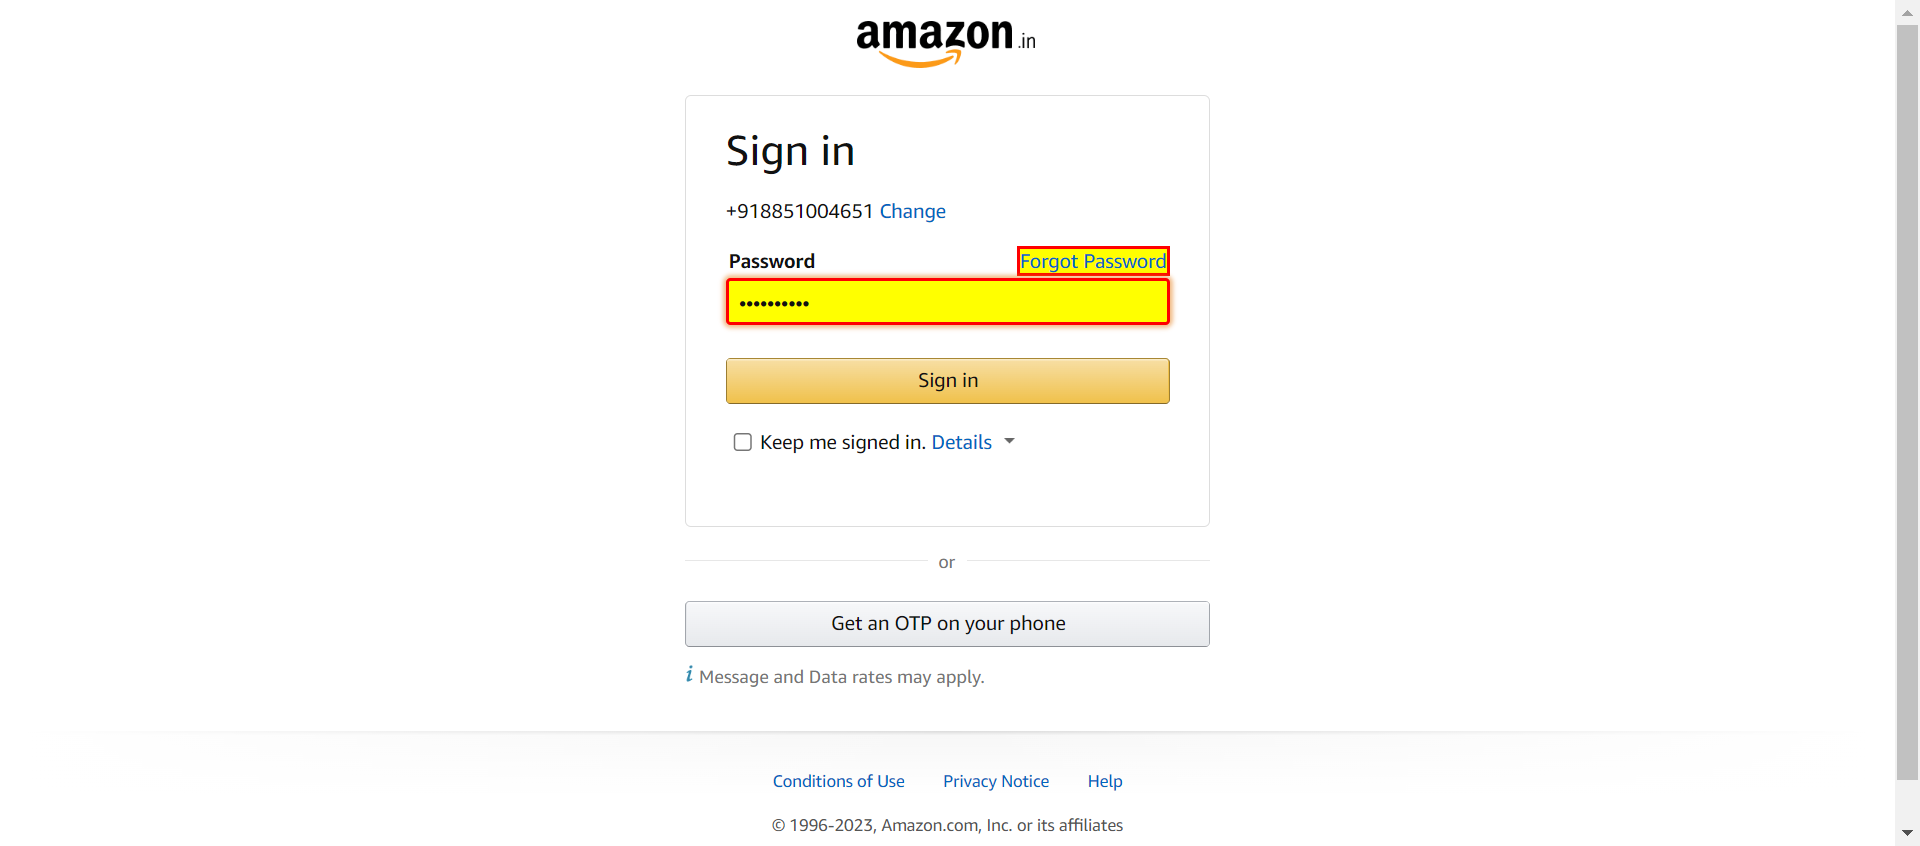 amazon.in
Sign in
+918851004651 Change
Password Forgot Password
••••••••••
Sign in
Keep me signed in. Details
or
Get an OTP on your phone
i Message and Data rates may apply.
Conditions of Use Privacy Notice Help
© 1996-2023, Amazon.com, Inc. or its affiliates